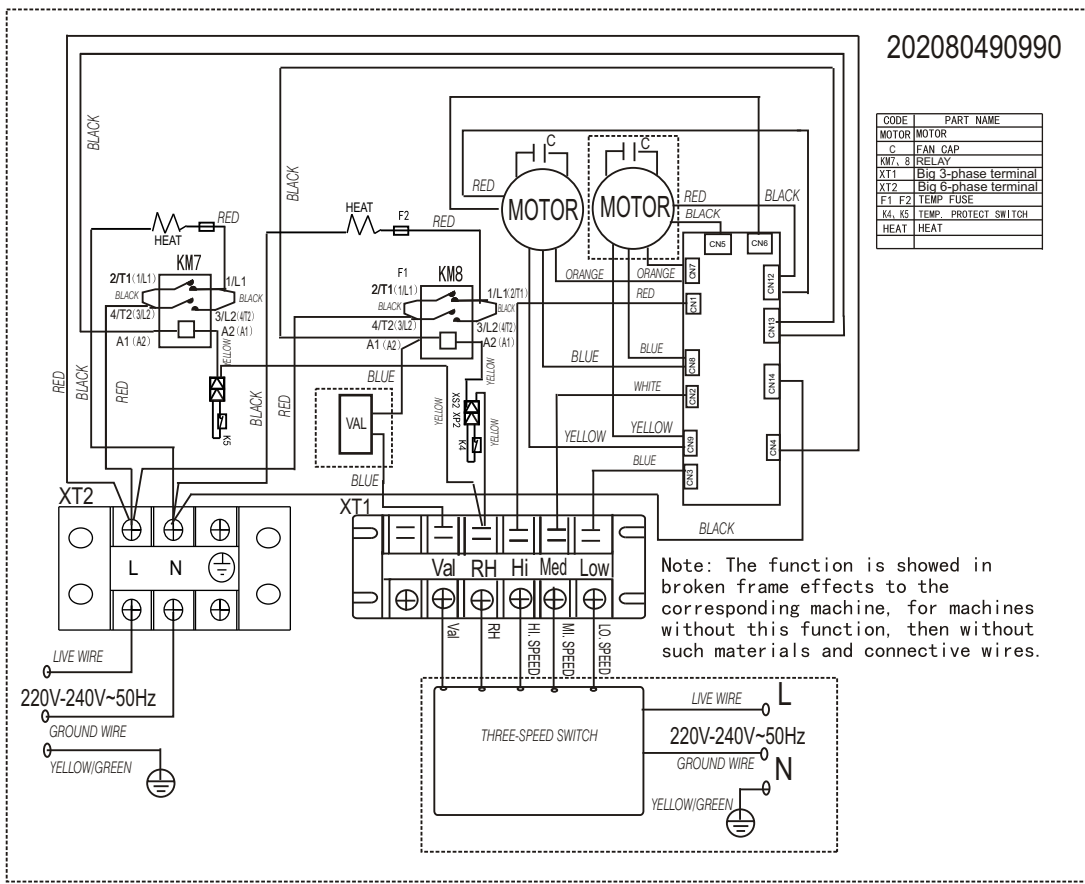 202080490990
CODE PART NAME
MOTOR MOTOR
C FAN CAP
KM7、8 RELAY
XT1 Big 3-phase terminal
XT2 Big 6-phase terminal
F1 F2 TEMP FUSE
K4、K5 TEMP. PROTECT SWITCH
HEAT HEAT
BLACK
BLACK
RED
HEAT
KM7
2/T1(1/L1)
1/L1
BLACK
BLACK
4/T2(3/L2)
3/L2(4/T2)
A1(A2)
A2(A1)
YELLOW
K5
RED
BLACK
RED
BLACK
RED
HEAT
F2
F1
KM8
2/T1(1/L1)
1/L1(2/T1)
BLACK
BLACK
4/T2(3/L2)
3/L2(4/T2)
A1(A2)
A2(A1)
BLUE
VAL
BLUE
YELLOW
YELLOW
XS2 XP2
K4
YELLOW
C
C
RED
MOTOR
MOTOR
RED
BLACK
BLACK
CN5
CN6
CN7
CN12
CN1
CN13
CN8
CN14
CN2
CN9
CN4
CN3
ORANGE
ORANGE
RED
BLUE
BLUE
WHITE
YELLOW
YELLOW
BLUE
BLACK
XT2
L N
XT1
Val RH Hi Med Low
Val
RH
HI. SPEED
MI. SPEED
LO. SPEED
Note: The function is showed in
broken frame effects to the
corresponding machine, for machines
without this function, then without
such materials and connective wires.
LIVE WIRE
220V-240V~50Hz
GROUND WIRE
YELLOW/GREEN
THREE-SPEED SWITCH
LIVE WIRE
L
220V-240V~50Hz
GROUND WIRE
N
YELLOW/GREEN